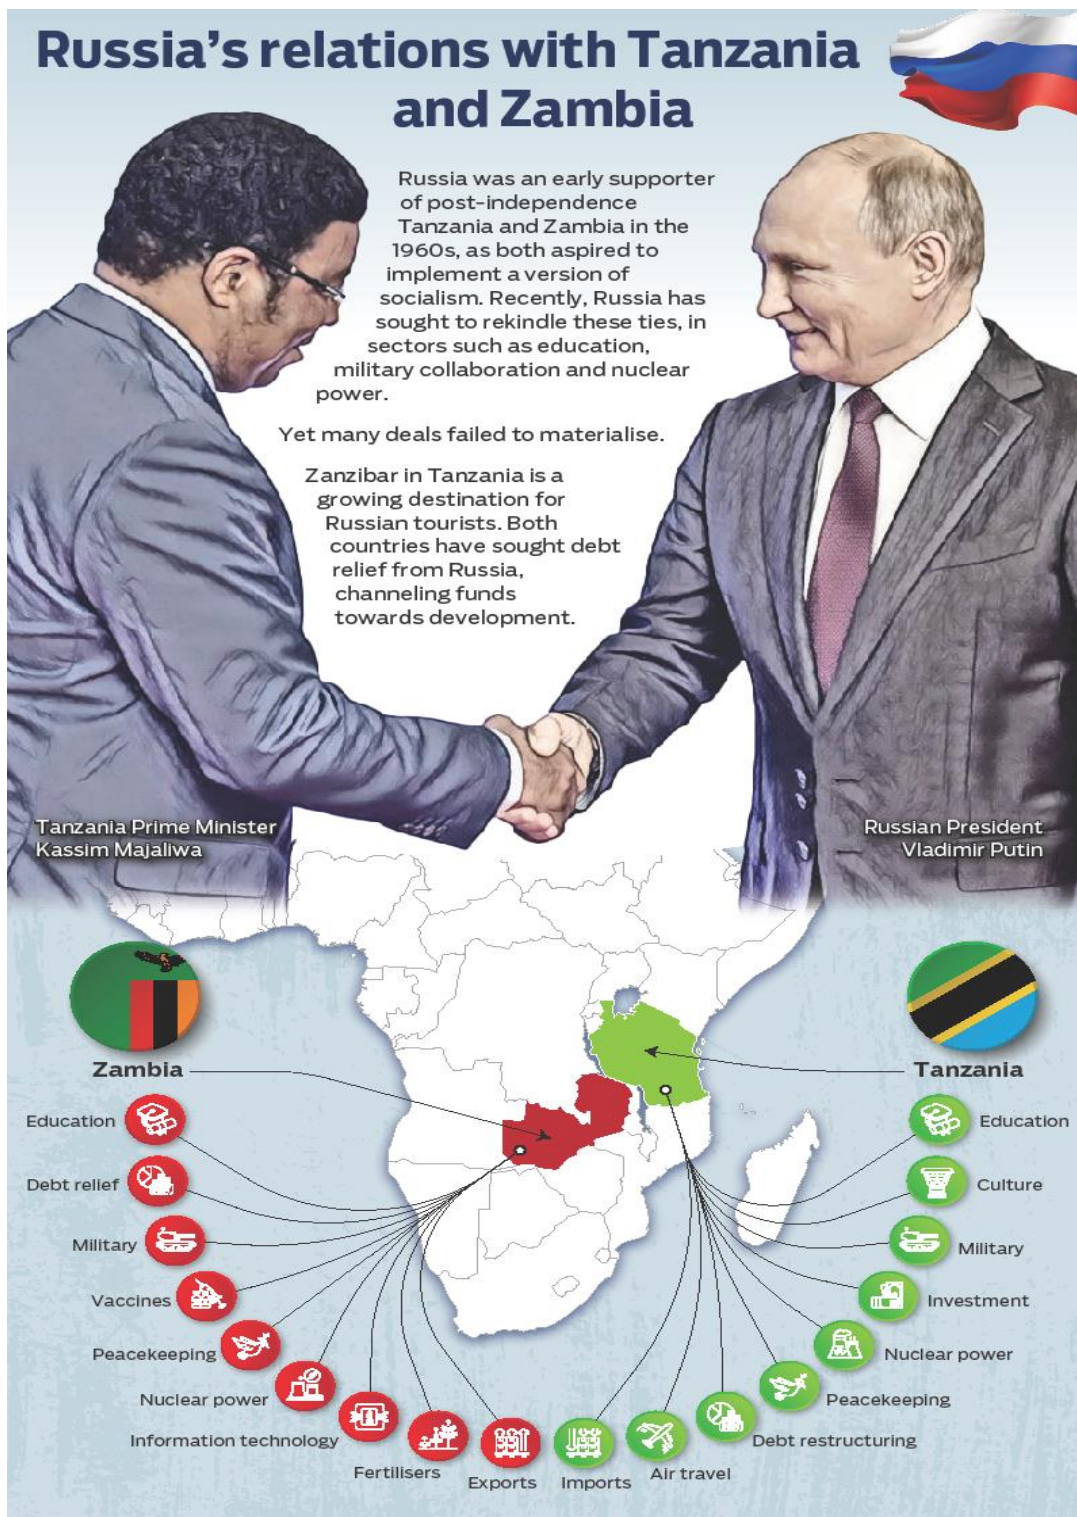 Russia's relations with Tanzania
and Zambia
Russia was an early supporter
of post-independence
Tanzania and Zambia in the
1960s, as both aspired to
implement a version of
socialism. Recently, Russia has
sought to rekindle these ties, in
sectors such as education,
military collaboration and nuclear
power.
Yet many deals failed to materialise.
Zanzibar in Tanzania is a
growing destination for
Russian tourists. Both
countries have sought debt
relief from Russia,
channeling funds
towards development.
Tanzania Prime Minister
Kassim Majaliwa
Russian President
Vladimir Putin
Zambia
Education
Debt relief
Military
Vaccines
Peacekeeping
Nuclear power
Information technology
Fertilisers
Exports
Tanzania
Education
Culture
Military
Investment
Nuclear power
Peacekeeping
Debt restructuring
Air travel
Imports